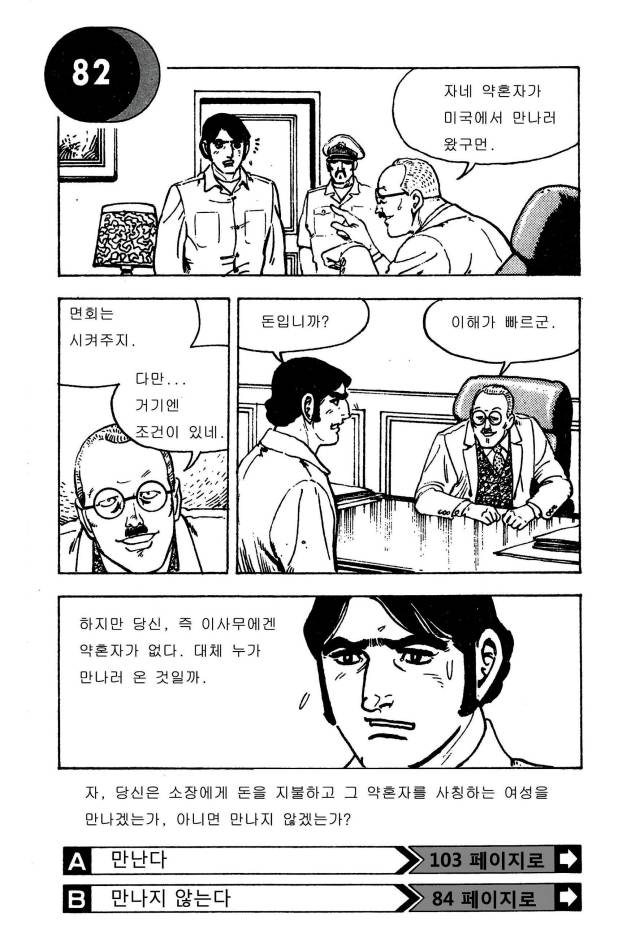 82
자네 약혼자가
미국에서 만나러
왔구먼.
면회는
시켜주지.
다만...
거기엔
조건이 있네.
돈입니까?
이해가 빠르군.
하지만 당신, 즉 이사무에겐
약혼자가 없다. 대체 누가
만나러 온 것일까.
자, 당신은 소장에게 돈을 지불하고 그 약혼자를 사칭하는 여성을
만나겠는가, 아니면 만나지 않겠는가?
A 만난다 103 페이지로
B 만나지 않는다 84 페이지로